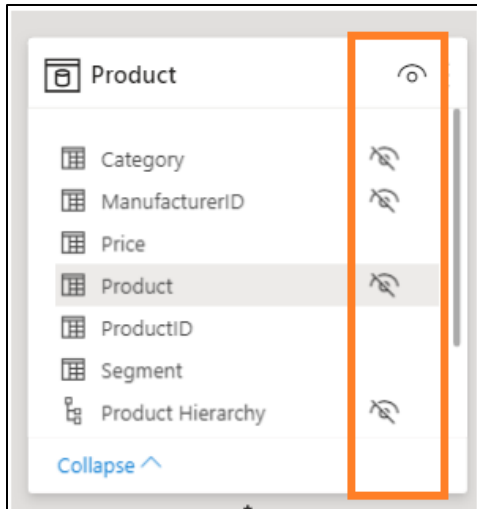 Product
Category
ManufacturerID
Price
Product
ProductID
Segment
Product Hierarchy
Collapse